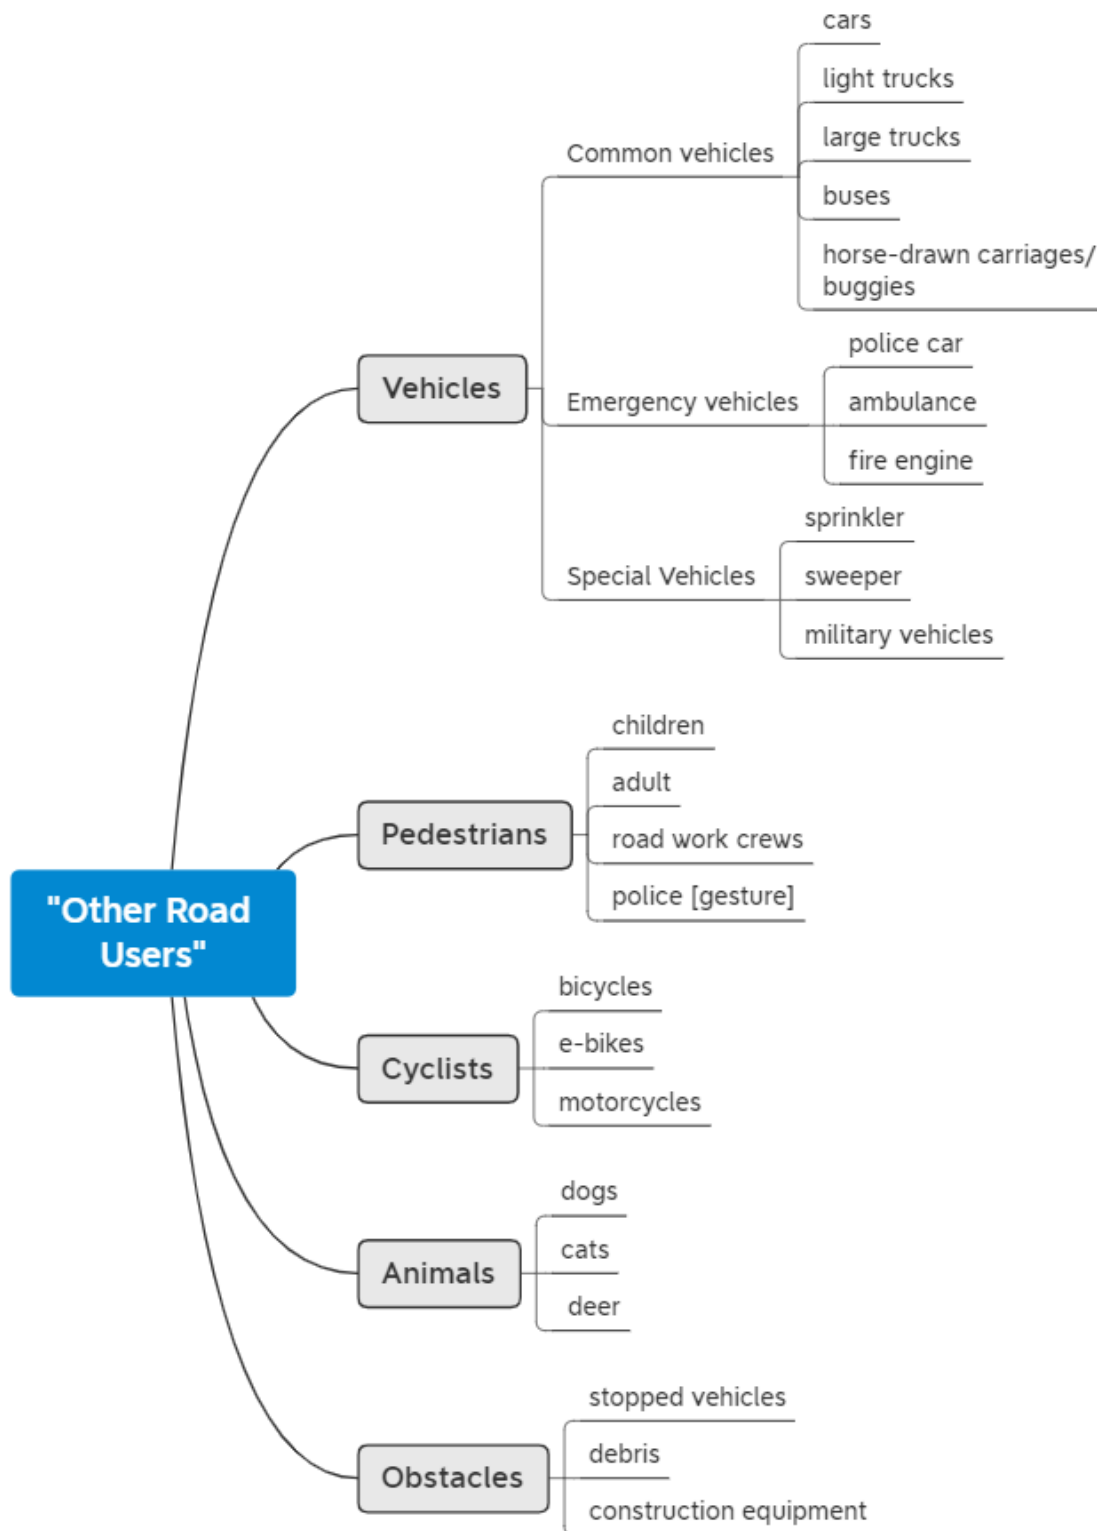 "Other Road
Users"
Vehicles
Common vehicles
cars
light trucks
large trucks
buses
horse-drawn carriages/
buggies
Emergency vehicles
police car
ambulance
fire engine
Special Vehicles
sprinkler
sweeper
military vehicles
Pedestrians
children
adult
road work crews
police [gesture]
Cyclists
bicycles
e-bikes
motorcycles
Animals
dogs
cats
deer
Obstacles
stopped vehicles
debris
construction equipment